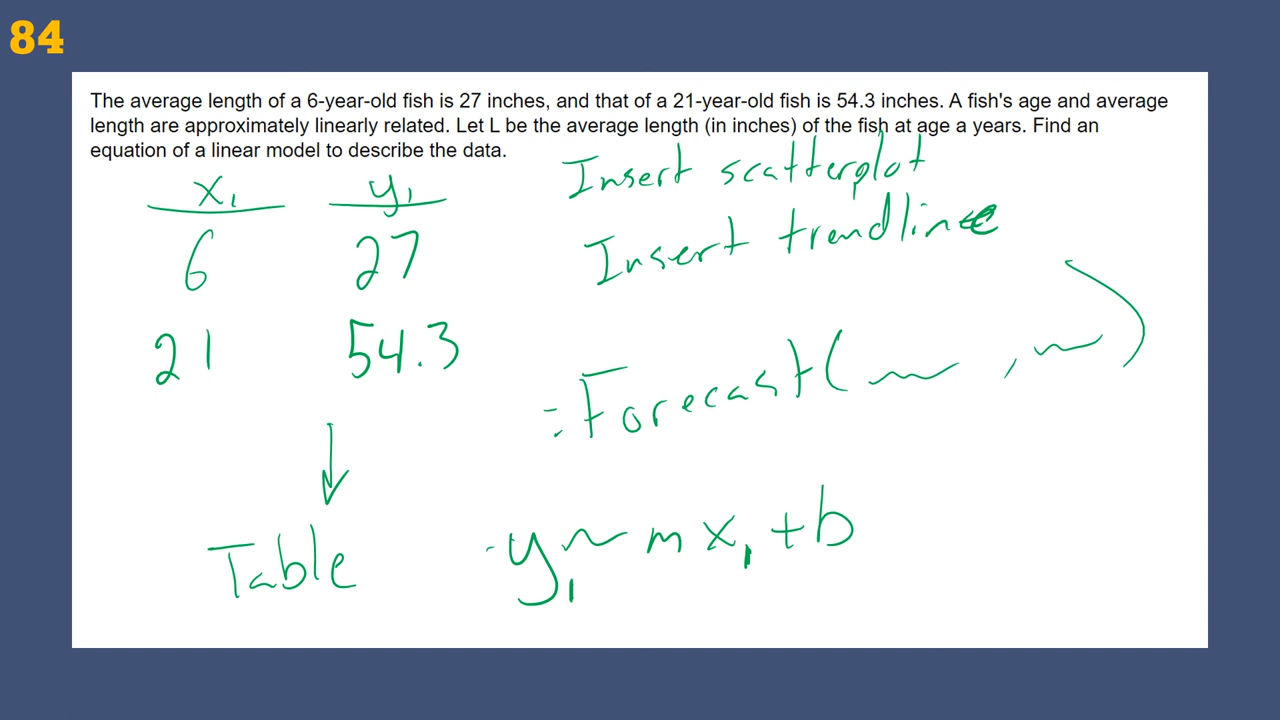 84
The average length of a 6-year-old fish is 27 inches, and that of a 21-year-old fish is 54.3 inches. A fish's age and average
length are approximately linearly related. Let L be the average length (in inches) of the fish at age a years. Find an
equation of a linear model to describe the data.
Insert scatterplot
x₁ y₁
Insert trendline
6 27
21 54.3
=Forecast( , )
Table
y₁ ~ m x₁ + b